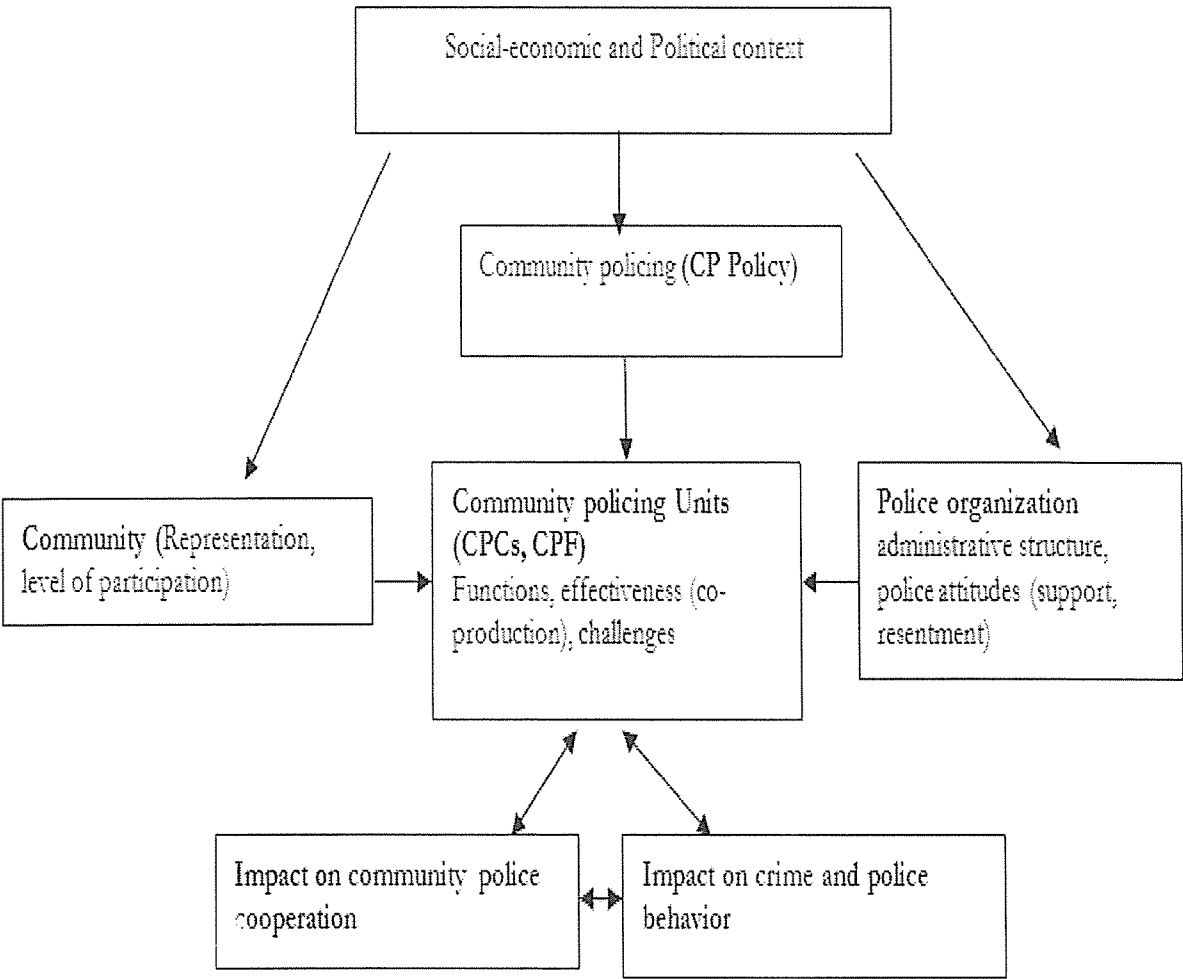 Social-economic and Political context
Community policing (CP Policy)
Community (Representation,
level of participation)
Community policing Units
(CPCs, CPF)
Functions, effectiveness (co-
production), challenges
Police organization
administrative structure,
police attitudes (support,
resentment)
Impact on community police
cooperation
Impact on crime and police
behavior